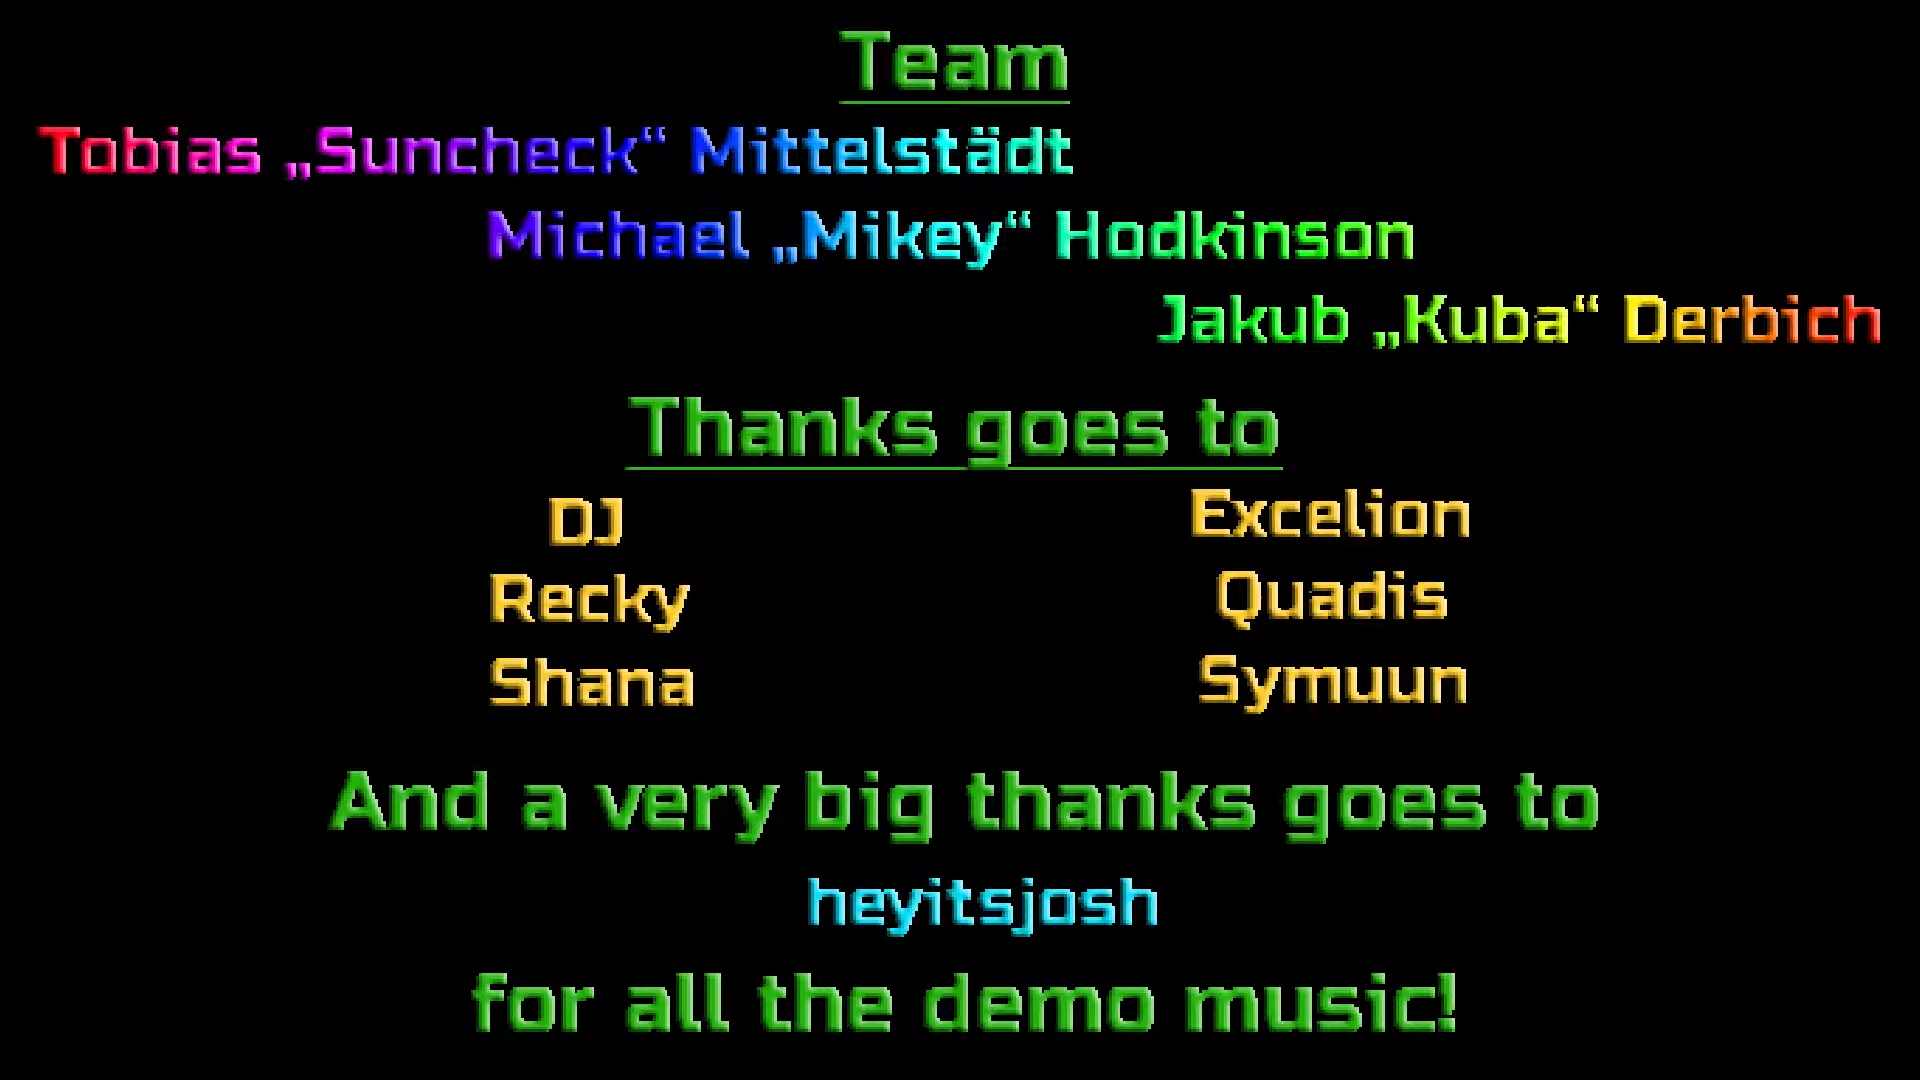 Team
Tobias „Suncheck“ Mittelstädt
Michael „Mikey“ Hodkinson
Jakub „Kuba“ Derbich
Thanks goes to
DJ Excelion
Recky Quadis
Shana Symuun
And a very big thanks goes to
heyitsjosh
for all the demo music!